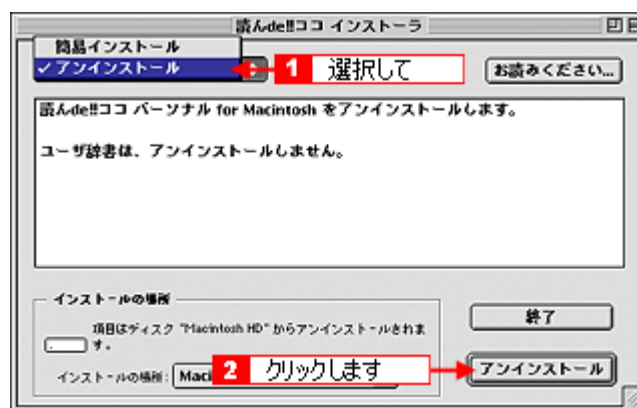 読んde!!ココ インストーラ
簡易インストール
✓アンインストール
1 選択して
お読みください...
読んde!!ココ パーソナル for Macintosh をアンインストールします。
ユーザ辞書は、アンインストールしません。
インストールの場所
項目はディスク "Macintosh HD" からアンインストールされま
す。
終了
インストールの場所: Maci
2 クリックします
アンインストール